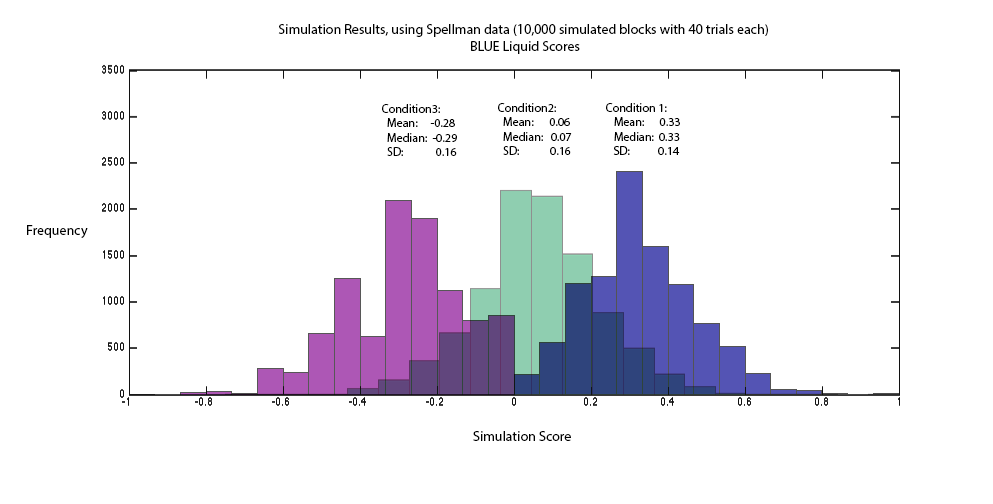 Simulation Results, using Spellman data (10,000 simulated blocks with 40 trials each)
BLUE Liquid Scores
3500
3000
2500
2000
1500
1000
500
0
Frequency
Condition3:
Mean: -0.28
Median: -0.29
SD: 0.16
Condition2:
Mean: 0.06
Median: 0.07
SD: 0.16
Condition 1:
Mean: 0.33
Median: 0.33
SD: 0.14
-1 -0.8 -0.6 -0.4 -0.2 0 0.2 0.4 0.6 0.8 1
Simulation Score